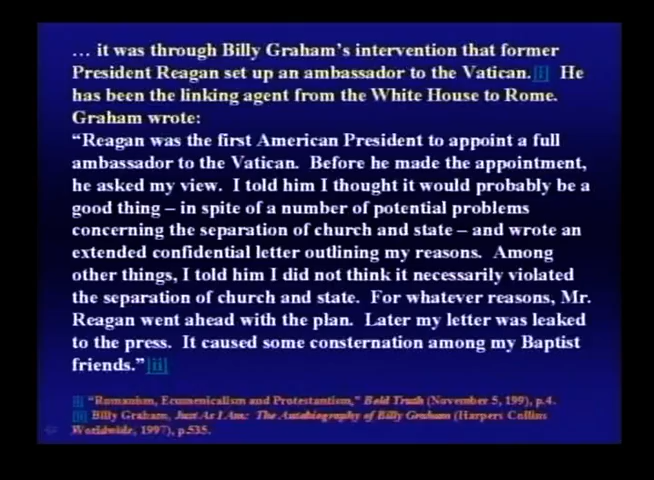 … it was through Billy Graham's intervention that former
President Reagan set up an ambassador to the Vatican.[i] He
has been the linking agent from the White House to Rome.
Graham wrote:
“Reagan was the first American President to appoint a full
ambassador to the Vatican. Before he made the appointment,
he asked my view. I told him I thought it would probably be a
good thing – in spite of a number of potential problems
concerning the separation of church and state – and wrote an
extended confidential letter outlining my reasons. Among
other things, I told him I did not think it necessarily violated
the separation of church and state. For whatever reasons, Mr.
Reagan went ahead with the plan. Later my letter was leaked
to the press. It caused some consternation among my Baptist
friends.”[ii]
[i] “Romanism, Ecumenicalism and Protestantism,” Bold Truth (November 5, 199), p.4.
[ii] Billy Graham, Just As I Am: The Autobiography of Billy Graham (Harpers Collins
Worldwide, 1997), p.535.